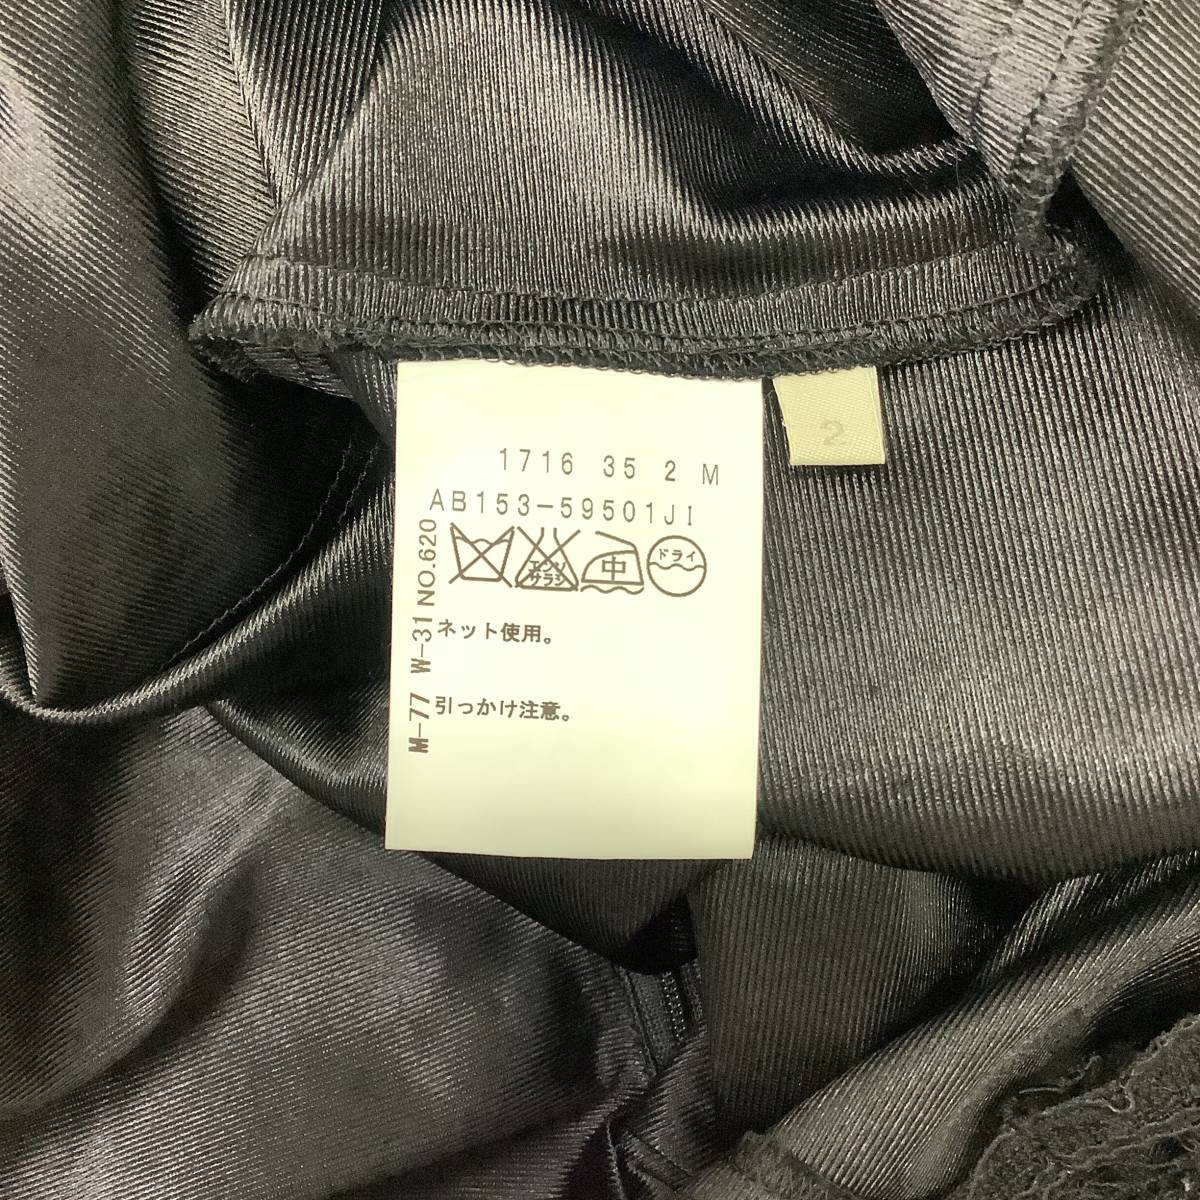 1716 35 2 M
AB153-59501JI
エンソ
サラシ
中
ドライ
ネット使用。
引っかけ注意。
M-77 W-31 NO.620
2